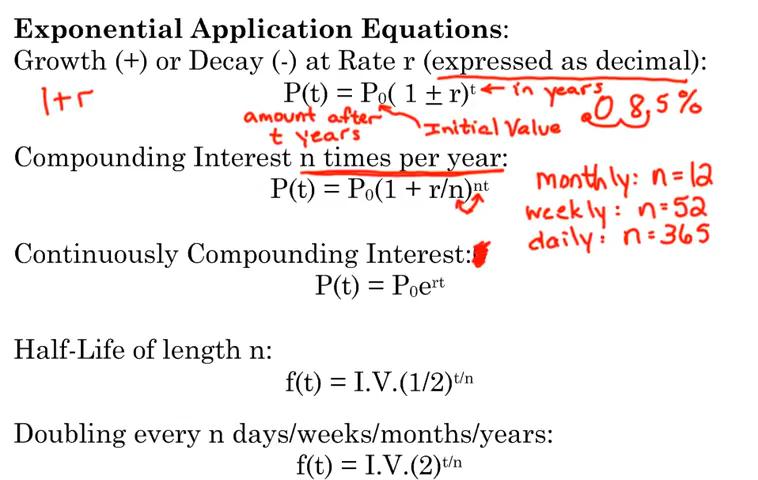 Exponential Application Equations:
Growth (+) or Decay (-) at Rate r (expressed as decimal):
1+r
P(t) = P₀( 1 ± r)ᵗ
in years
0 8.5%
amount after
t years
Initial Value
Compounding Interest n times per year:
P(t) = P₀(1 + r/n)ⁿᵗ
monthly: n=12
weekly: n=52
daily: n=365
Continuously Compounding Interest:
P(t) = P₀eʳᵗ
Half-Life of length n:
f(t) = I.V.(1/2)ᵗ/ⁿ
Doubling every n days/weeks/months/years:
f(t) = I.V.(2)ᵗ/ⁿ